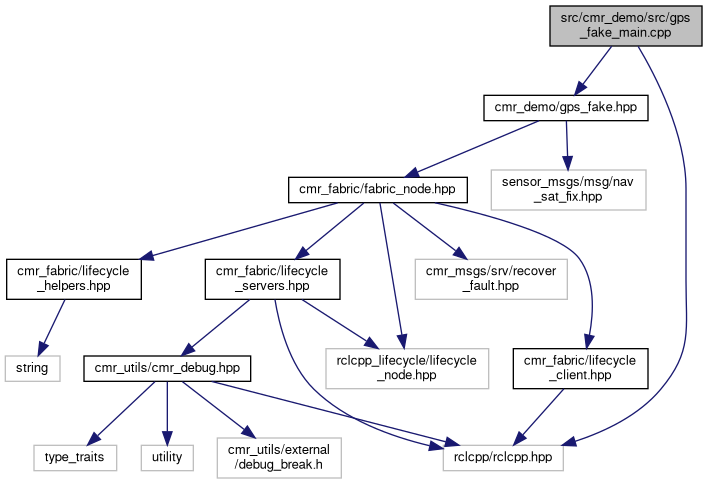 src/cmr_demo/src/gps
_fake_main.cpp
cmr_demo/gps_fake.hpp
cmr_fabric/fabric_node.hpp
sensor_msgs/msg/nav
_sat_fix.hpp
cmr_fabric/lifecycle
_helpers.hpp
cmr_fabric/lifecycle
_servers.hpp
cmr_msgs/srv/recover
_fault.hpp
string
cmr_utils/cmr_debug.hpp
rclcpp_lifecycle/lifecycle
_node.hpp
cmr_fabric/lifecycle
_client.hpp
type_traits
utility
cmr_utils/external
/debug_break.h
rclcpp/rclcpp.hpp